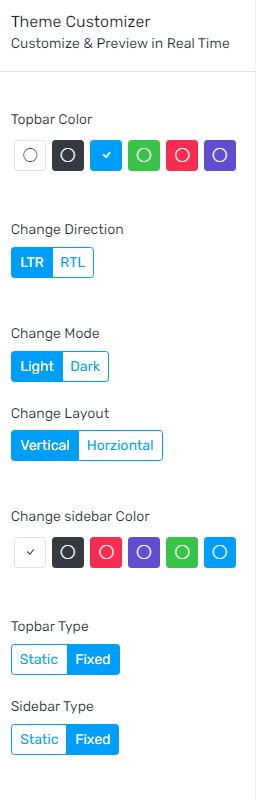 Theme Customizer
Customize & Preview in Real Time
Topbar Color
Change Direction
LTR RTL
Change Mode
Light Dark
Change Layout
Vertical Horziontal
Change sidebar Color
Topbar Type
Static Fixed
Sidebar Type
Static Fixed